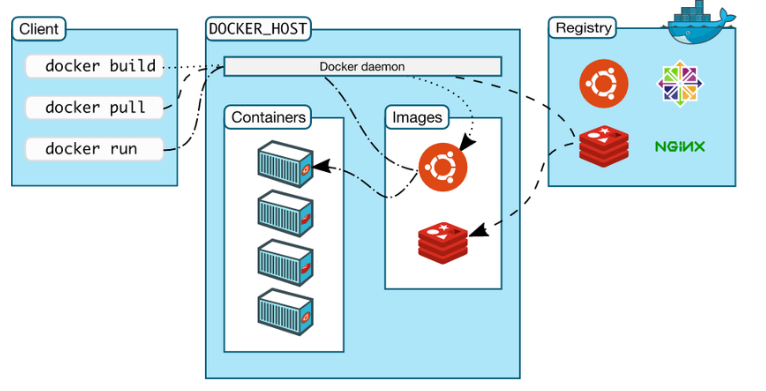 Client
docker build
docker pull
docker run
DOCKER_HOST
Docker daemon
Containers
Images
Registry
NGINX